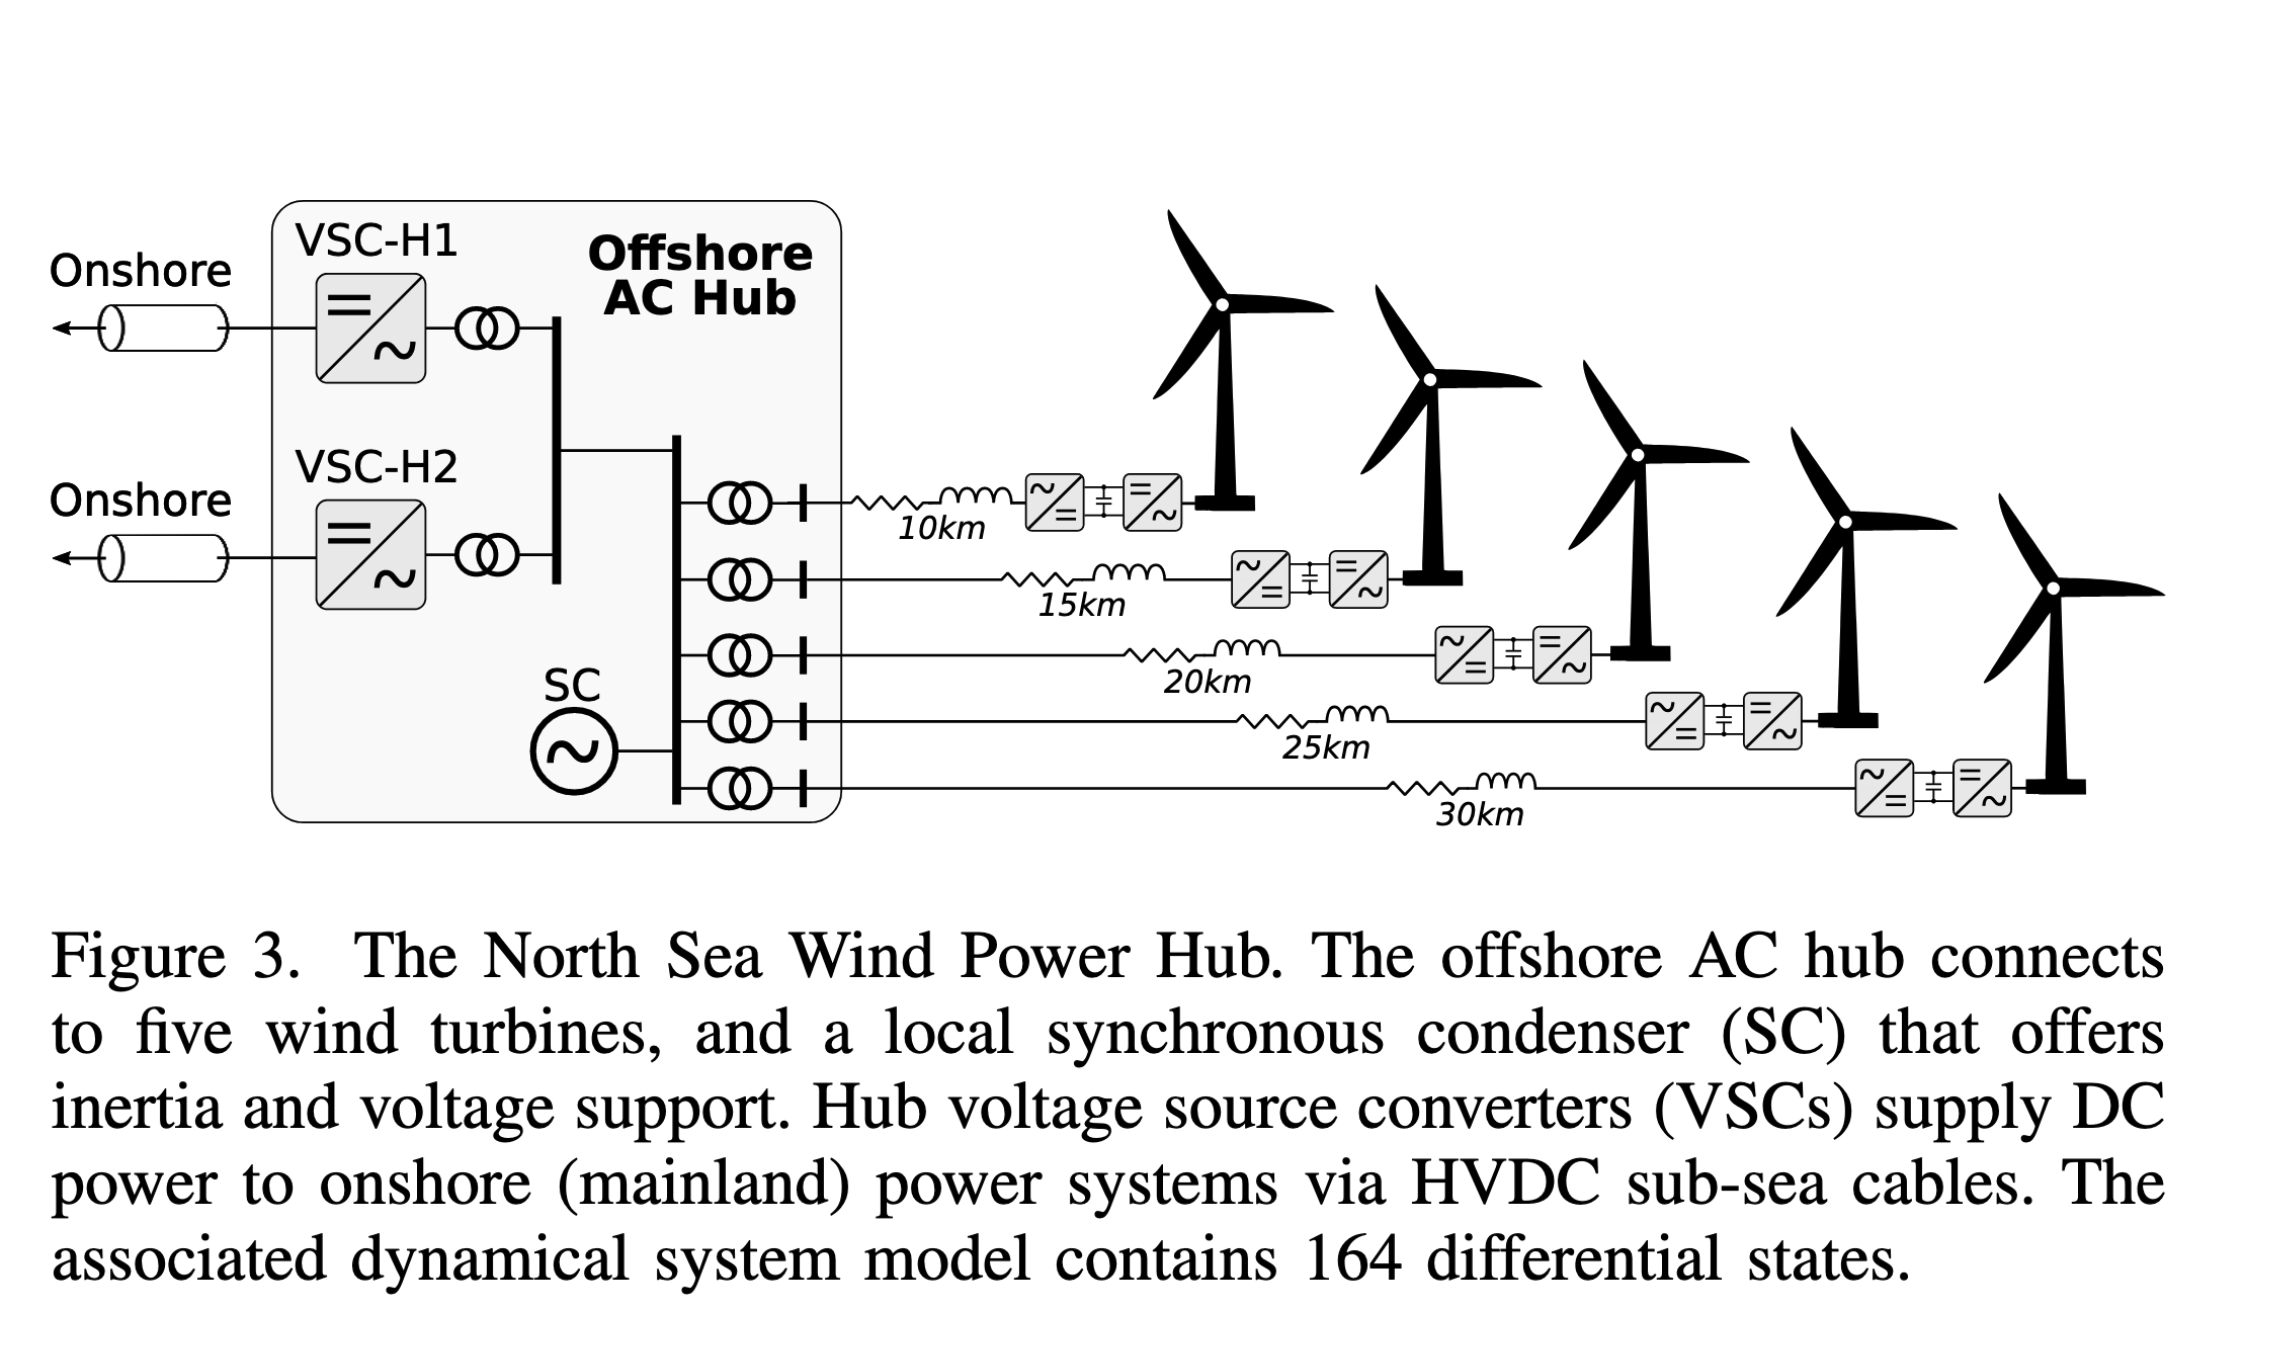 VSC-H1
Offshore
AC Hub
Onshore
VSC-H2
Onshore
10km
15km
20km
SC
25km
30km
Figure 3. The North Sea Wind Power Hub. The offshore AC hub connects
to five wind turbines, and a local synchronous condenser (SC) that offers
inertia and voltage support. Hub voltage source converters (VSCs) supply DC
power to onshore (mainland) power systems via HVDC sub-sea cables. The
associated dynamical system model contains 164 differential states.